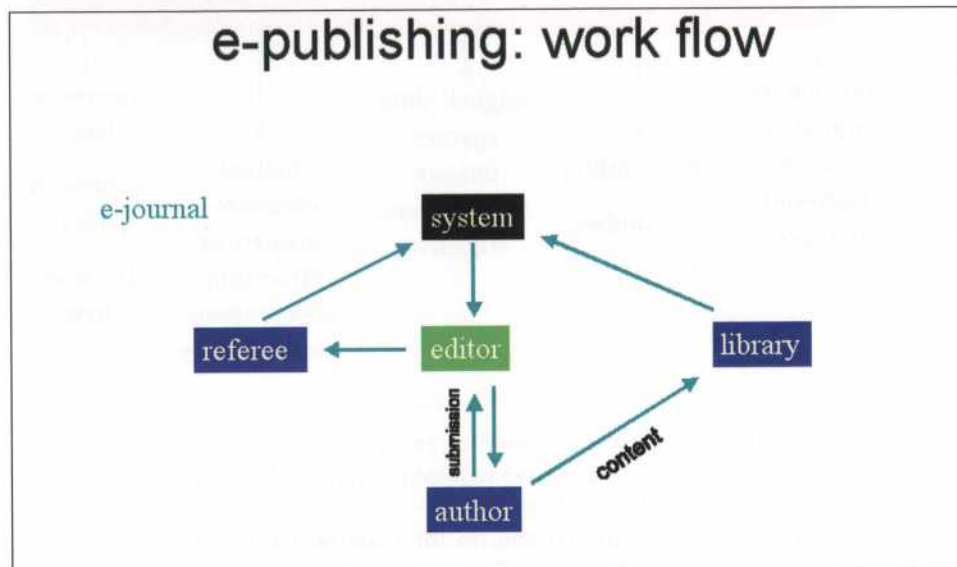 e-publishing: work flow
e-journal
system
referee
editor
library
submission
content
author